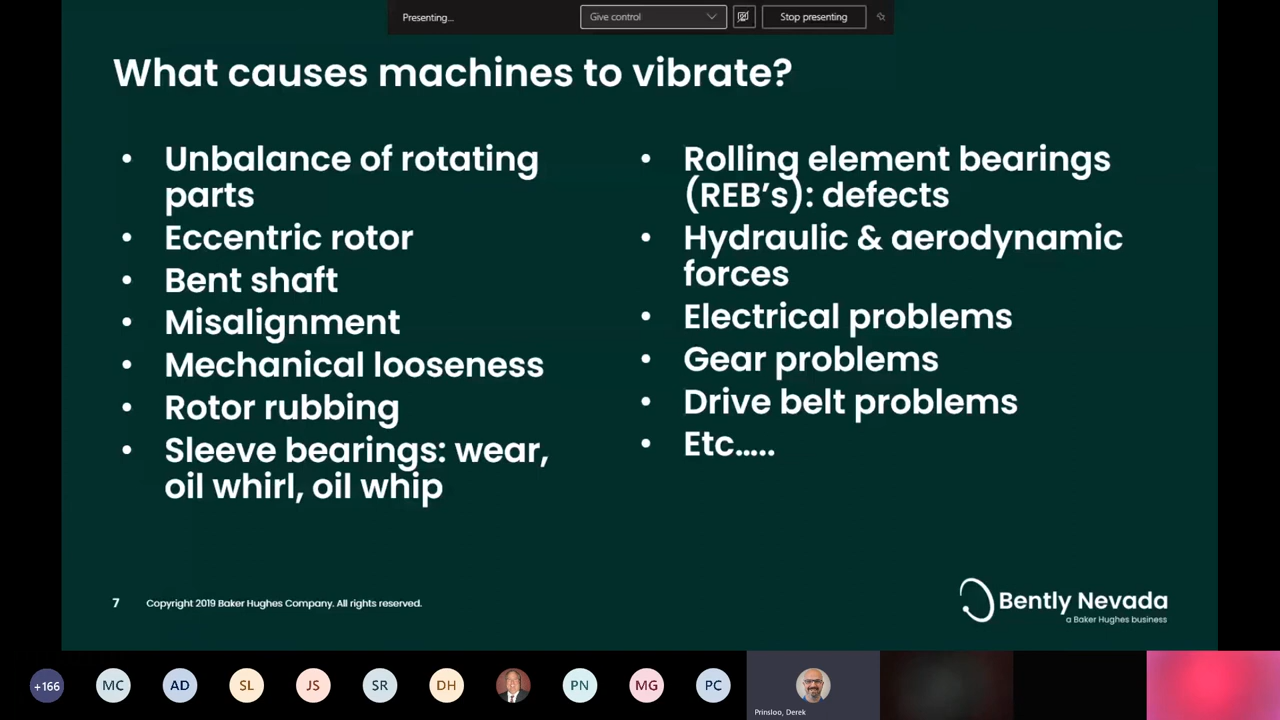 Presenting...
Give control
Stop presenting
What causes machines to vibrate?
• Unbalance of rotating
parts
• Eccentric rotor
• Bent shaft
• Misalignment
• Mechanical looseness
• Rotor rubbing
• Sleeve bearings: wear,
oil whirl, oil whip
• Rolling element bearings
(REB's): defects
• Hydraulic & aerodynamic
forces
• Electrical problems
• Gear problems
• Drive belt problems
• Etc.....
7
Copyright 2019 Baker Hughes Company. All rights reserved.
Bently Nevada
a Baker Hughes business
+166
MC
AD
SL
JS
SR
DH
PN
MG
PC
Prinsloo, Derek